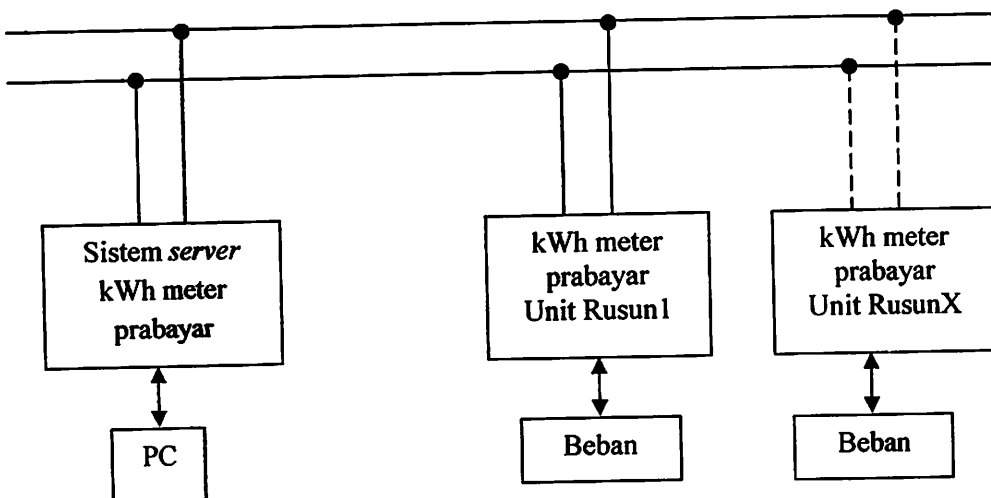 Sistem server
kWh meter
prabayar
PC
kWh meter
prabayar
Unit Rusun1
Beban
kWh meter
prabayar
Unit RusunX
Beban